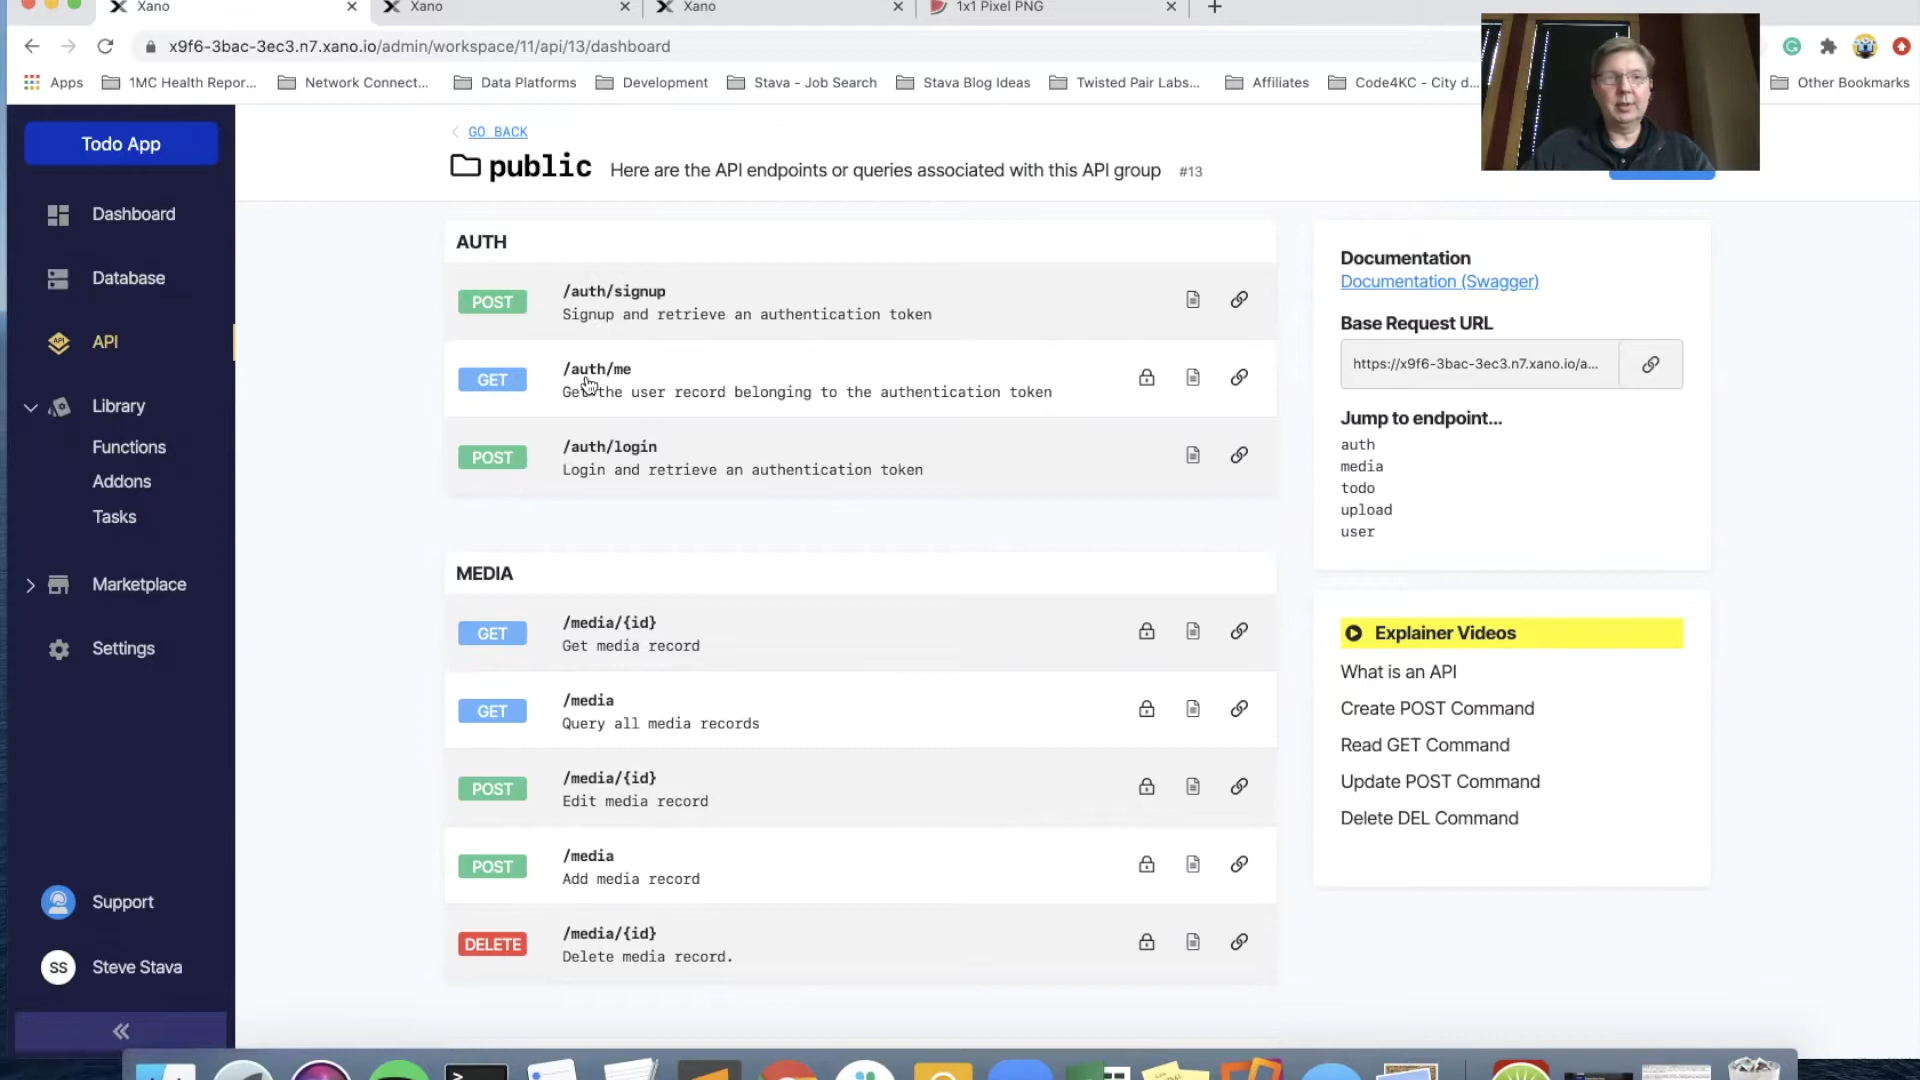 Xano
Xano
Xano
1x1 Pixel PNG
x9f6-3bac-3ec3.n7.xano.io/admin/workspace/11/api/13/dashboard
Apps
1MC Health Repor...
Network Connect...
Data Platforms
Development
Stava - Job Search
Stava Blog Ideas
Twisted Pair Labs...
Affiliates
Code4KC - City d...
Other Bookmarks
Todo App
Dashboard
Database
API
Library
Functions
Addons
Tasks
Marketplace
Settings
Support
SS Steve Stava
GO BACK
public Here are the API endpoints or queries associated with this API group #13
AUTH
POST /auth/signup
Signup and retrieve an authentication token
GET /auth/me
Get the user record belonging to the authentication token
POST /auth/login
Login and retrieve an authentication token
MEDIA
GET /media/{id}
Get media record
GET /media
Query all media records
POST /media/{id}
Edit media record
POST /media
Add media record
DELETE /media/{id}
Delete media record.
Documentation
Documentation (Swagger)
Base Request URL
https://x9f6-3bac-3ec3.n7.xano.io/a...
Jump to endpoint...
auth
media
todo
upload
user
Explainer Videos
What is an API
Create POST Command
Read GET Command
Update POST Command
Delete DEL Command